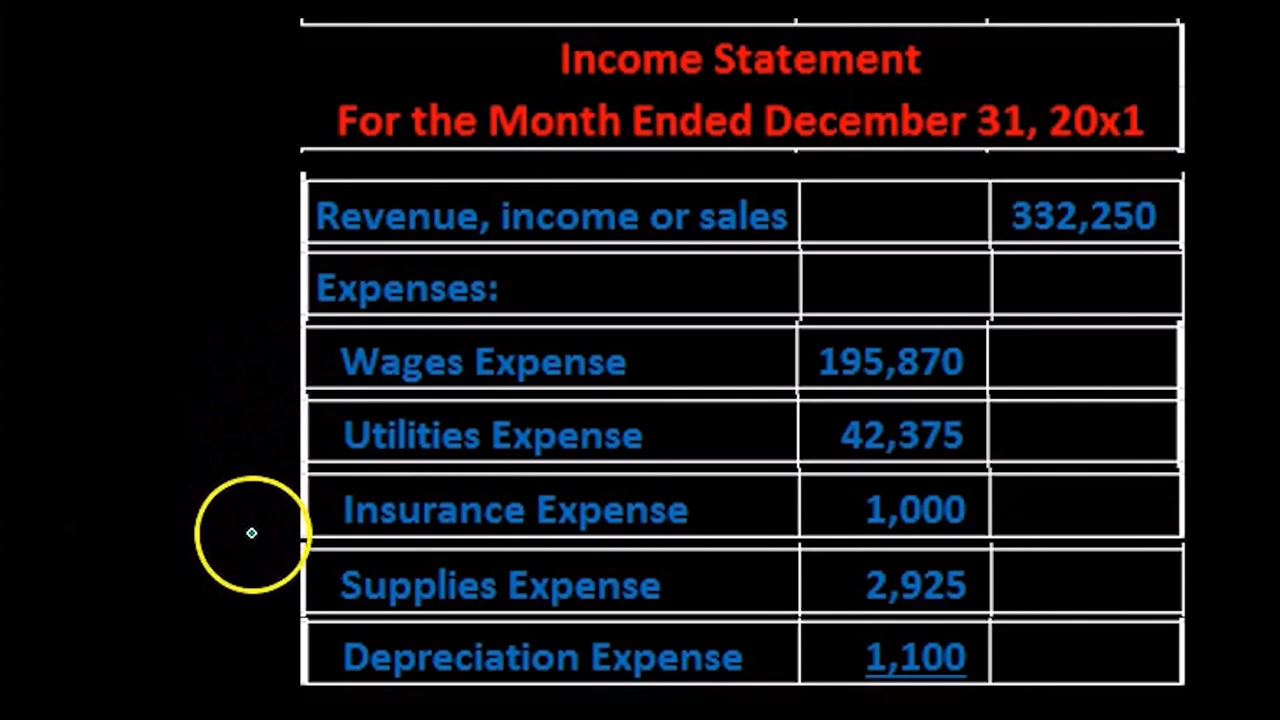 Income Statement
For the Month Ended December 31, 20x1
Revenue, income or sales 332,250
Expenses:
Wages Expense 195,870
Utilities Expense 42,375
Insurance Expense 1,000
Supplies Expense 2,925
Depreciation Expense 1,100